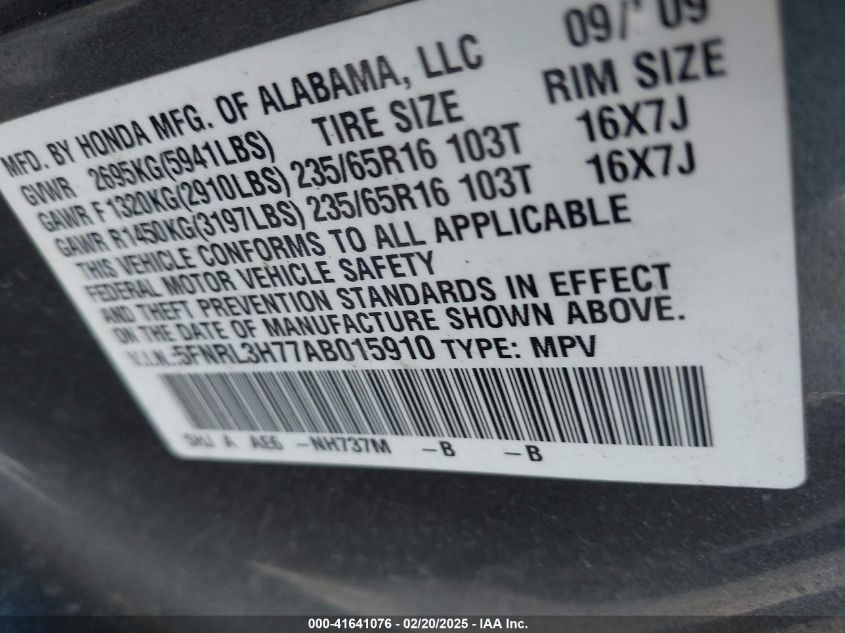 MFD. BY HONDA MFG. OF ALABAMA, LLC 09/'09
GVWR 2695KG(5941LBS) TIRE SIZE RIM SIZE
GAWR F1320KG(2910LBS) 235/65R16 103T 16X7J
GAWR R1450KG(3197LBS) 235/65R16 103T 16X7J
THIS VEHICLE CONFORMS TO ALL APPLICABLE
FEDERAL MOTOR VEHICLE SAFETY
AND THEFT PREVENTION STANDARDS IN EFFECT
ON THE DATE OF MANUFACTURE SHOWN ABOVE.
V.I.N.:5FNRL3H77AB015910 TYPE: MPV
SHJ A AE6 -NH737M -B -B
000-41641076 - 02/20/2025 - IAA Inc.